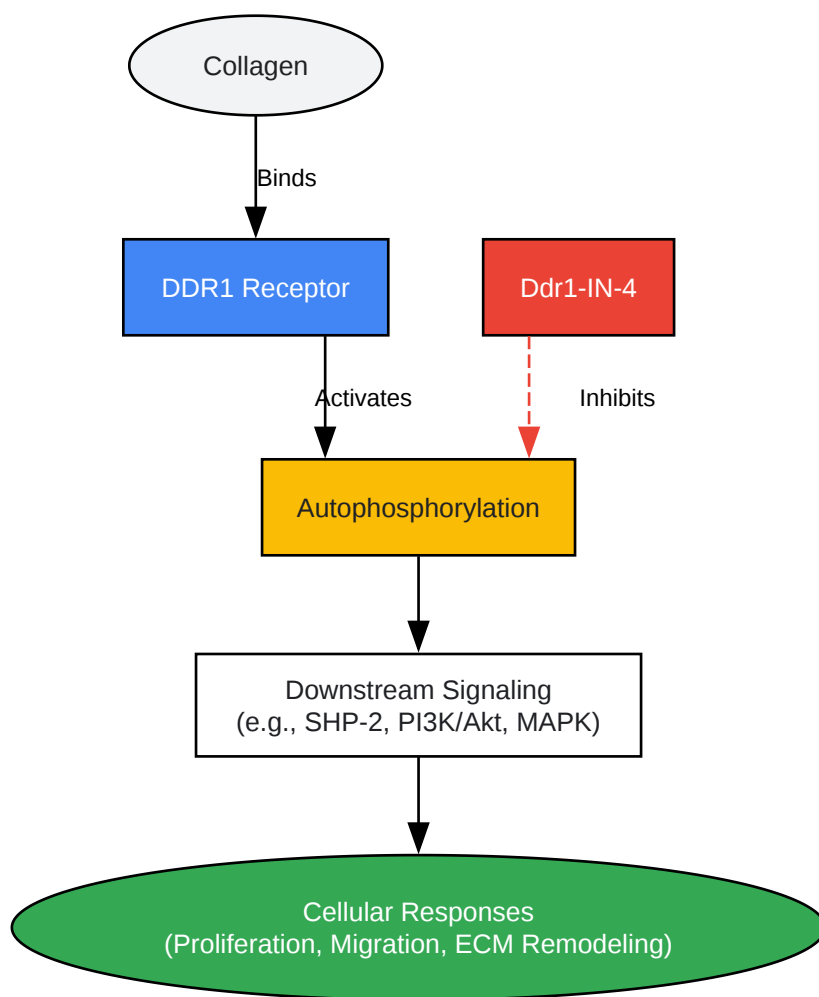 Collagen
Binds
DDR1 Receptor
Ddr1-IN-4
Activates
Inhibits
Autophosphorylation
Downstream Signaling
(e.g., SHP-2, PI3K/Akt, MAPK)
Cellular Responses
(Proliferation, Migration, ECM Remodeling)